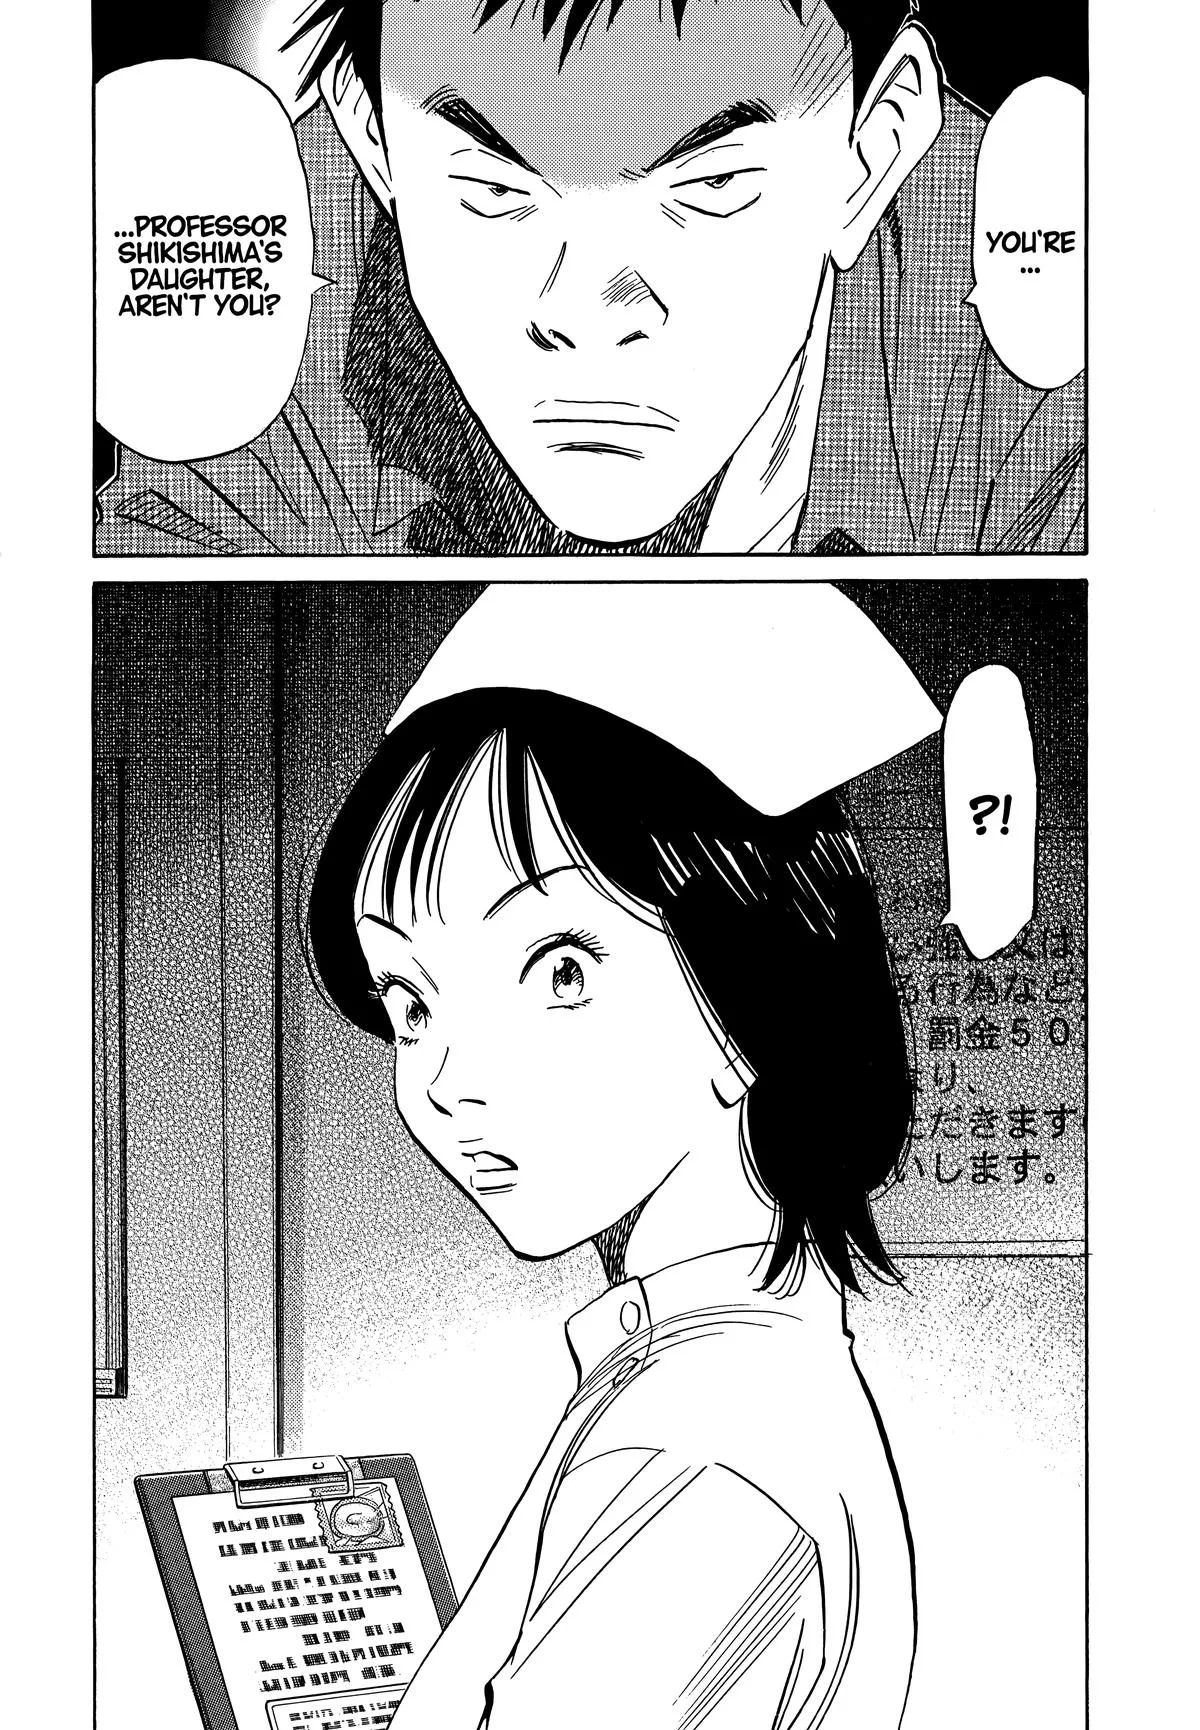 YOU'RE
...
...PROFESSOR
SHIKISHIMA'S
DAUGHTER,
AREN'T YOU?
?!
行為など
罰金50
り、
ただきます
いします。